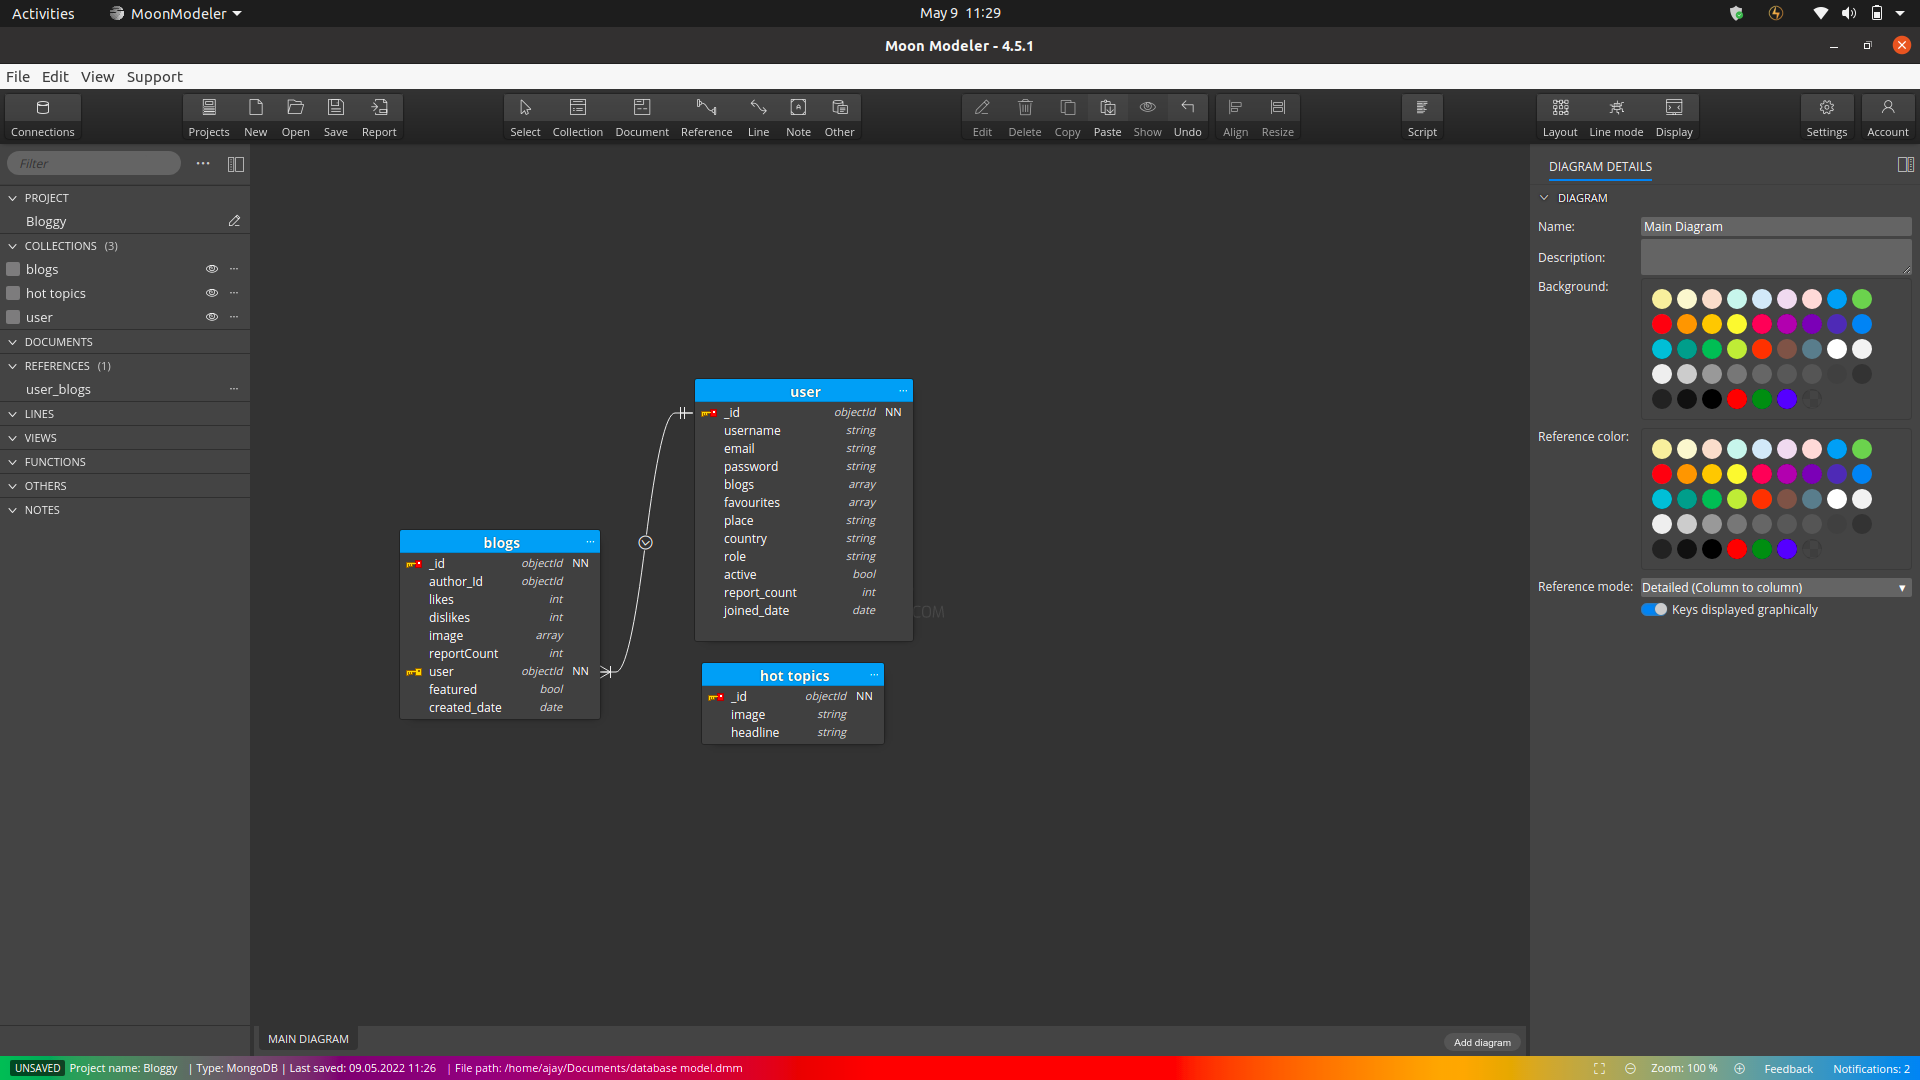 Activities MoonModeler May 9 11:29
Moon Modeler - 4.5.1
File Edit View Support
Connections Projects New Open Save Report Select Collection Document Reference Line Note Other Edit Delete Copy Paste Show Undo Align Resize Script Layout Line mode Display Settings Account
Filter ...
PROJECT
Bloggy
COLLECTIONS (3)
blogs ...
hot topics ...
user ...
DOCUMENTS
REFERENCES (1)
user_blogs ...
LINES
VIEWS
FUNCTIONS
OTHERS
NOTES
user ...
_id objectId NN
username string
email string
password string
blogs array
favourites array
place string
country string
role string
active bool
report_count int
joined_date date
COM
blogs ...
_id objectId NN
author_Id objectId
likes int
dislikes int
image array
reportCount int
user objectId NN
featured bool
created_date date
hot topics ...
_id objectId NN
image string
headline string
DIAGRAM DETAILS
DIAGRAM
Name: Main Diagram
Description:
Background:
Reference color:
Reference mode: Detailed (Column to column)
Keys displayed graphically
MAIN DIAGRAM Add diagram
UNSAVED Project name: Bloggy | Type: MongoDB | Last saved: 09.05.2022 11:26 | File path: /home/ajay/Documents/database model.dmm Zoom: 100 % Feedback Notifications: 2